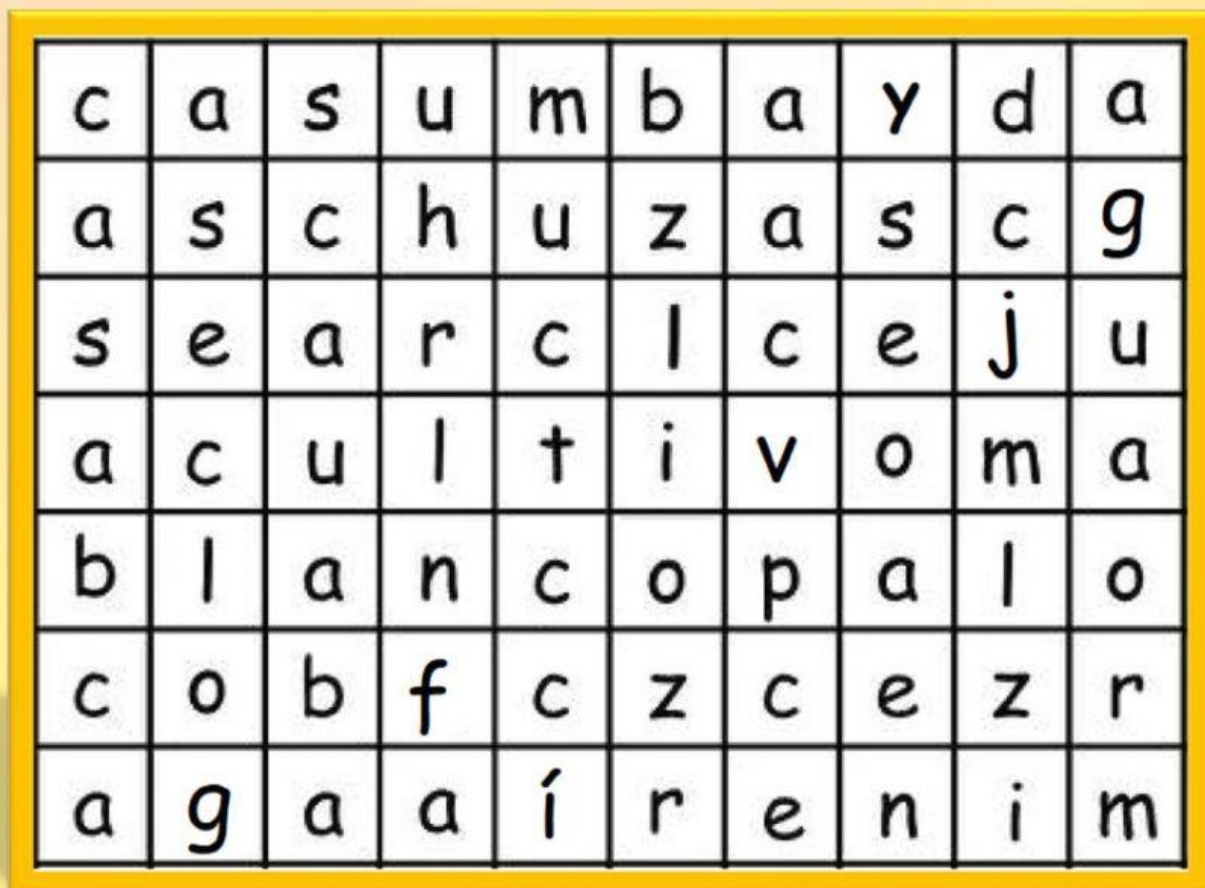 c a s u m b a y d a
a s c h u z a s c g
s e a r c l c e j u
a c u l t i v o m a
b l a n c o p a l o
c o b f c z c e z r
a g a a í r e n i m